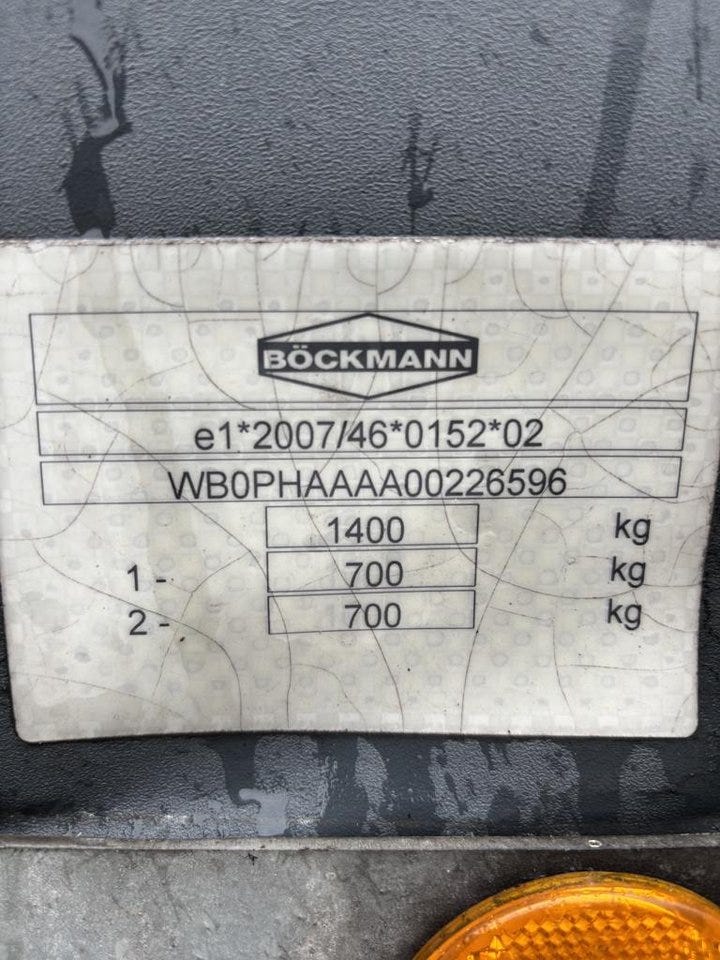 BÖCKMANN
e1*2007/46*0152*02
WB0PHAAAA00226596
1400 kg
1 - 700 kg
2 - 700 kg